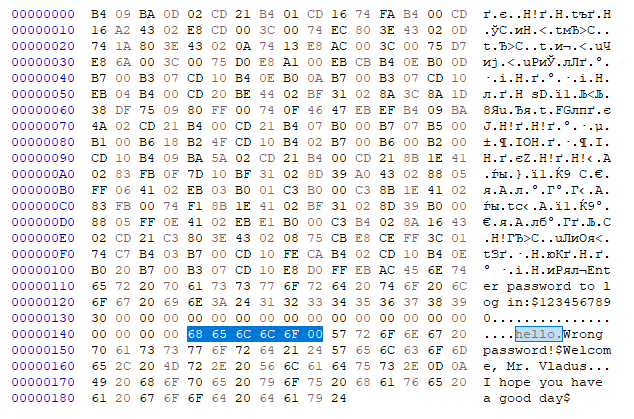 00000000 B4 09 BA 0D 02 CD 21 B4 01 CD 16 74 FA B4 00 CD ґ.є..Н!ґ.Н.tъґ.Н
00000010 16 A2 43 02 E8 CD 00 3C 00 74 EC 80 3E 43 02 0D .ўC.иН.<.tмЂ>C..
00000020 74 1A 80 3E 43 02 0A 74 13 E8 AC 00 3C 00 75 D7 t.Ђ>C..t.и¬.<.uЧ
00000030 E8 6A 00 3C 00 75 D0 E8 A1 00 EB CB B4 0E B0 0D иj.<.uРиЎ.лЛґ.°.
00000040 B7 00 B3 07 CD 10 B4 0E B0 0A B7 00 B3 07 CD 10 ·.і.Н.ґ.°.·.і.Н.
00000050 EB 04 B4 00 CD 20 BE 44 02 BF 31 02 8A 3C 8A 1D л.ґ.Н ѕD.ї1.Љ<Љ.
00000060 38 DF 75 09 80 FF 00 74 0F 46 47 EB EF B4 09 BA 8Яu.Ђя.t.FGлпґ.є
00000070 4A 02 CD 21 B4 00 CD 21 B4 07 B0 00 B7 07 B5 00 J.Н!ґ.Н!ґ.°.·.µ.
00000080 B1 00 B6 18 B2 4F CD 10 B4 02 B7 00 B6 00 B2 00 ±.¶.ІOН.ґ.·.¶.І.
00000090 CD 10 B4 09 BA 5A 02 CD 21 B4 00 CD 21 8B 1E 41 Н.ґ.єZ.Н!ґ.Н!‹.A
000000A0 02 83 FB 0F 7D 10 BF 31 02 8D 39 A0 43 02 88 05 .ѓы.}.ї1.Ќ9 C.€.
000000B0 FF 06 41 02 EB 03 B0 01 C3 B0 00 C3 8B 1E 41 02 я.A.л.°.Г°.Г‹.A.
000000C0 83 FB 00 74 F1 8B 1E 41 02 BF 31 02 8D 39 B0 00 ѓы.tс‹.A.ї1.Ќ9°.
000000D0 88 05 FF 0E 41 02 EB E1 B0 00 C3 B4 02 8A 16 43 €.я.A.лб°.Гґ.Љ.C
000000E0 02 CD 21 C3 80 3E 43 02 08 75 CB E8 CE FF 3C 01 .Н!ГЂ>C..uЛиОя<.
000000F0 74 C7 B4 03 B7 00 CD 10 FE CA B4 02 CD 10 B4 0E tЗґ.·.Н.юКґ.Н.ґ.
00000100 B0 20 B7 00 B3 07 CD 10 E8 D0 FF EB AC 45 6E 74 ° ·.і.Н.иРял¬Ent
00000110 65 72 20 70 61 73 73 77 6F 72 64 20 74 6F 20 6C er password to l
00000120 6F 67 20 69 6E 3A 24 31 32 33 34 35 36 37 38 39 og in:$123456789
00000130 30 00 00 00 00 00 00 00 00 00 00 00 00 00 00 00 0...............
00000140 00 00 00 00 68 65 6C 6C 6F 00 57 72 6F 6E 67 20 ....hello.Wrong
00000150 70 61 73 73 77 6F 72 64 21 24 57 65 6C 63 6F 6D password!$Welcom
00000160 65 2C 20 4D 72 2E 20 56 6C 61 64 75 73 2E 0D 0A e, Mr. Vladus...
00000170 49 20 68 6F 70 65 20 79 6F 75 20 68 61 76 65 20 I hope you have
00000180 61 20 67 6F 6F 64 20 64 61 79 24 a good day$